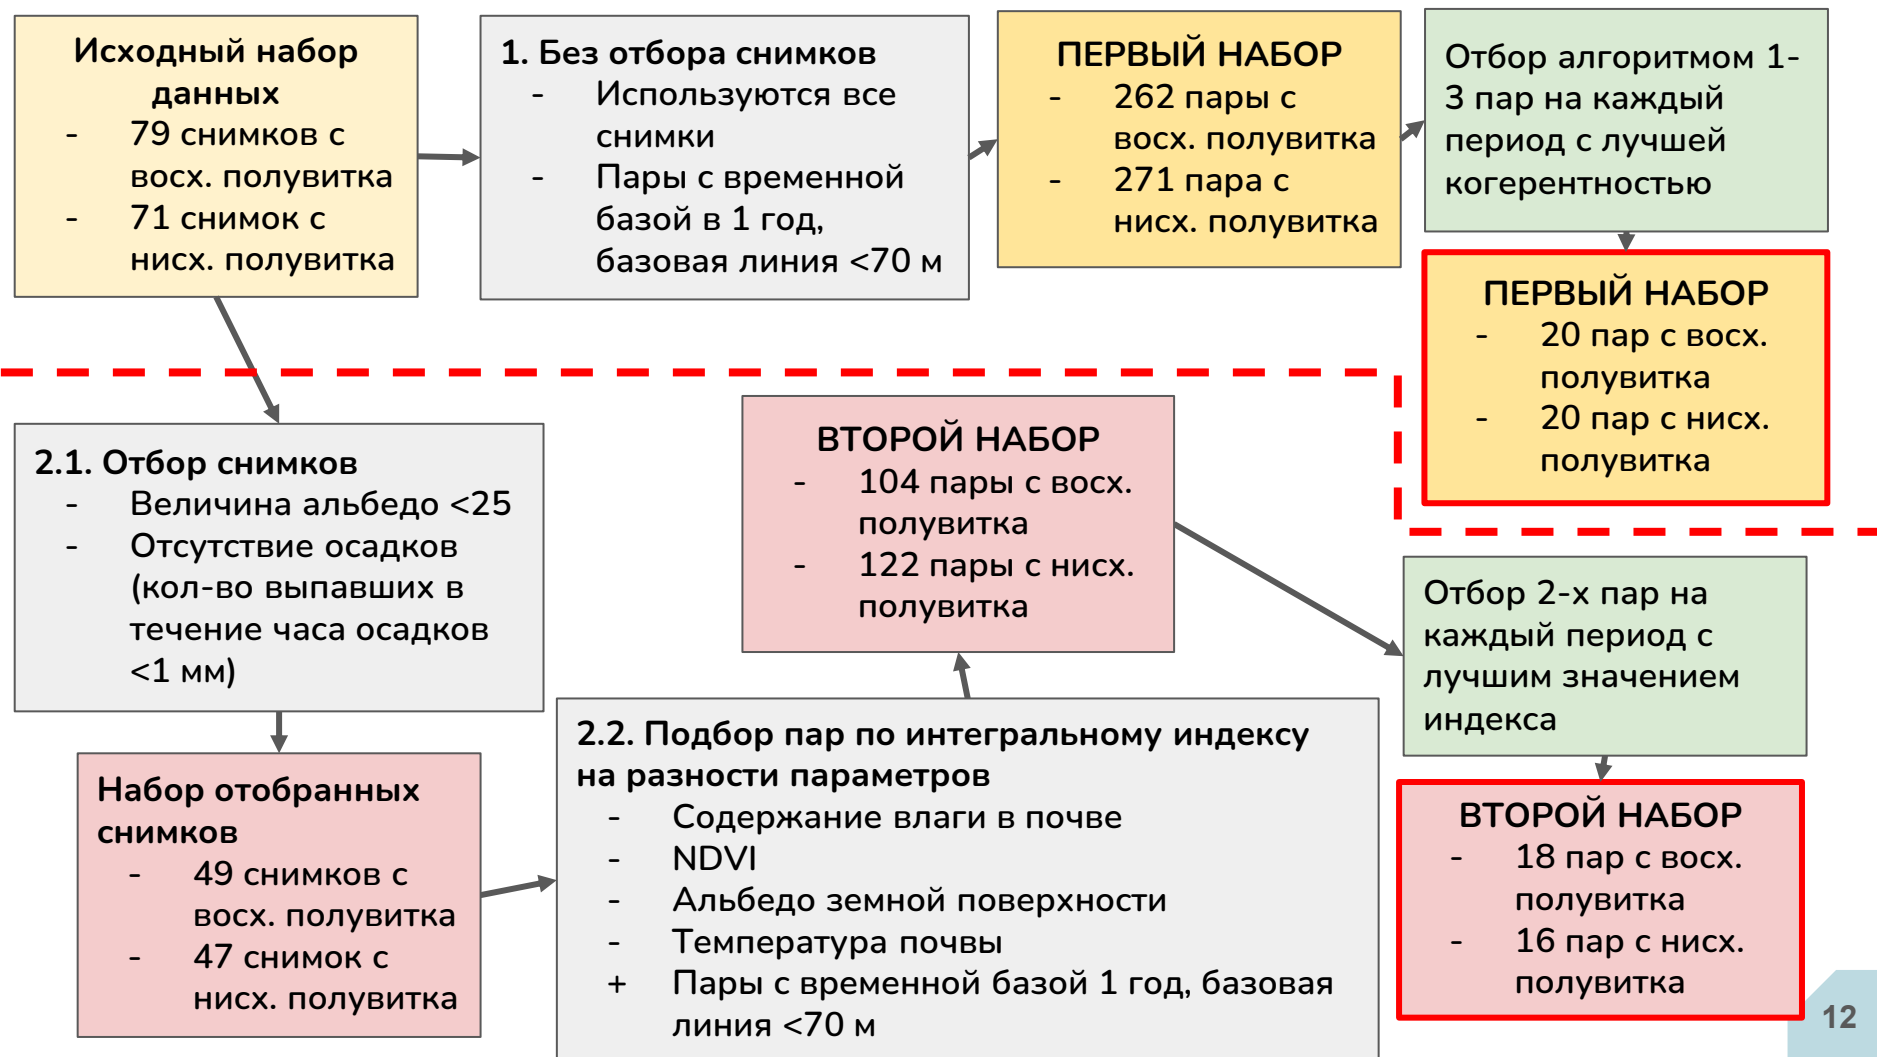 Исходный набор
данных
- 79 снимков с
восх. полувитка
- 71 снимок с
нисх. полувитка
1. Без отбора снимков
- Используются все
снимки
- Пары с временной
базой в 1 год,
базовая линия <70 м
ПЕРВЫЙ НАБОР
- 262 пары с
восх. полувитка
- 271 пара с
нисх. полувитка
Отбор алгоритмом 1-
3 пар на каждый
период с лучшей
когерентностью
ПЕРВЫЙ НАБОР
- 20 пар с восх.
полувитка
- 20 пар с нисх.
полувитка
2.1. Отбор снимков
- Величина альбедо <25
- Отсутствие осадков
(кол-во выпавших в
течение часа осадков
<1 мм)
Набор отобранных
снимков
- 49 снимков с
восх. полувитка
- 47 снимок с
нисх. полувитка
2.2. Подбор пар по интегральному индексу
на разности параметров
- Содержание влаги в почве
- NDVI
- Альбедо земной поверхности
- Температура почвы
+ Пары с временной базой 1 год, базовая
линия <70 м
ВТОРОЙ НАБОР
- 104 пары с восх.
полувитка
- 122 пары с нисх.
полувитка
Отбор 2-х пар на
каждый период с
лучшим значением
индекса
ВТОРОЙ НАБОР
- 18 пар с восх.
полувитка
- 16 пар с нисх.
полувитка
12